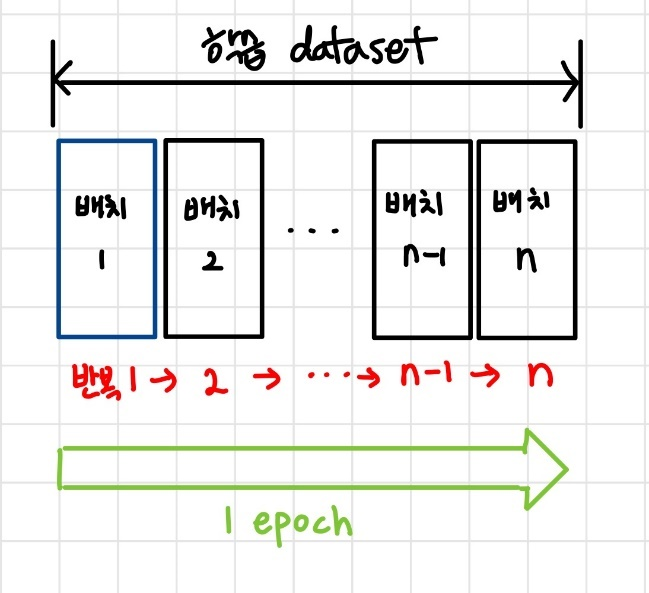 학습 dataset
배치 배치 배치 배치
1 2 ... n-1 n
반복 1 → 2 → ... → n-1 → n
1 epoch